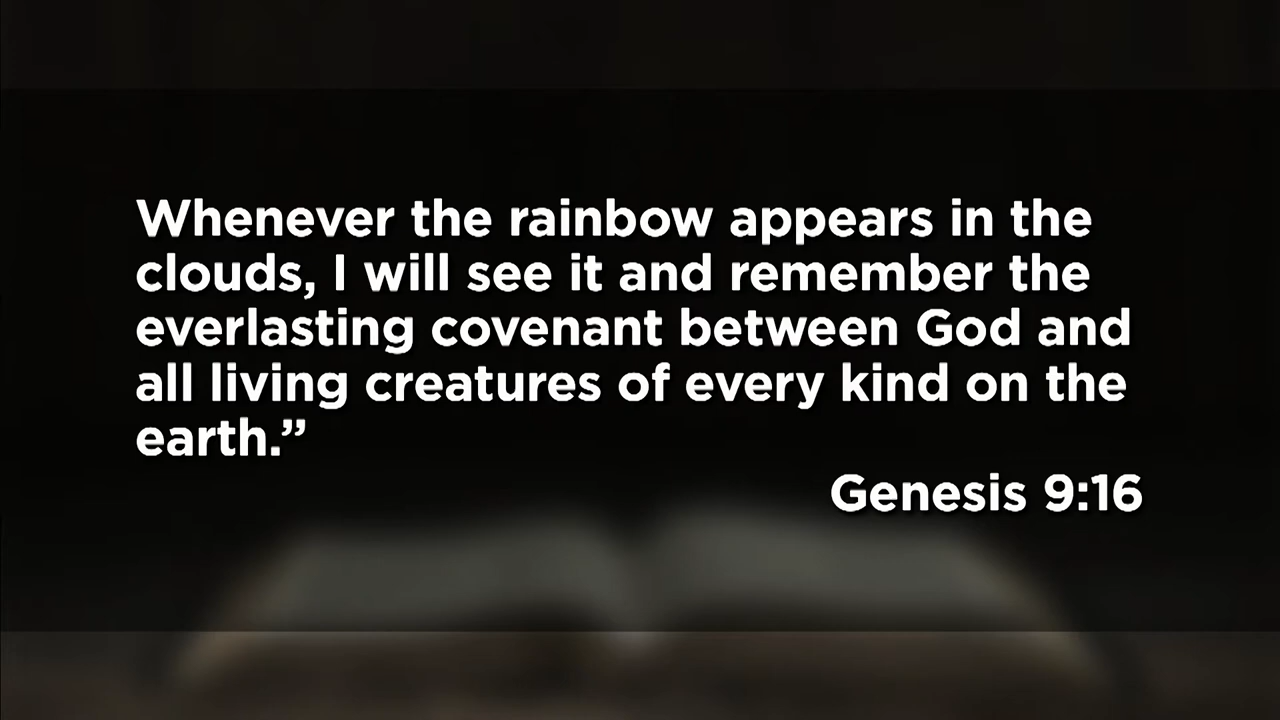 Whenever the rainbow appears in the
clouds, I will see it and remember the
everlasting covenant between God and
all living creatures of every kind on the
earth.”
Genesis 9:16